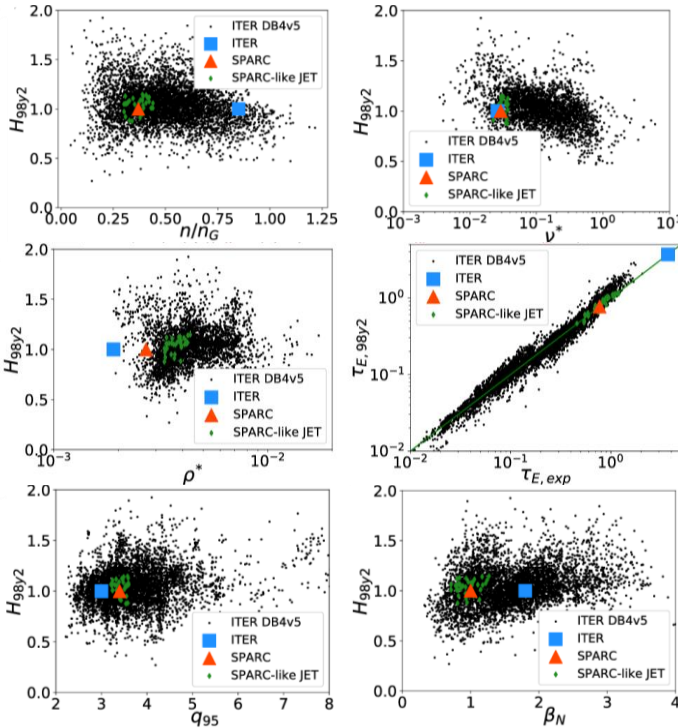 2.0
1.5
1.0
0.5
0.0
H98y2
0.00 0.25 0.50 0.75 1.00 1.25
n/nG
ITER DB4v5
ITER
SPARC
SPARC-like JET
2.0
1.5
1.0
0.5
0.0
H98y2
10−3 10−2 10−1 100 101
ν*
ITER DB4v5
ITER
SPARC
SPARC-like JET
2.0
1.5
1.0
0.5
0.0
H98y2
10−3 10−2
ρ*
ITER DB4v5
ITER
SPARC
SPARC-like JET
100
10−1
10−2
τE,98y2
10−2 10−1 100
τE,exp
ITER DB4v5
ITER
SPARC
SPARC-like JET
2.0
1.5
1.0
0.5
0.0
H98y2
2 3 4 5 6 7 8
q95
ITER DB4v5
ITER
SPARC
SPARC-like JET
2.0
1.5
1.0
0.5
0.0
H98y2
0 1 2 3 4
βN
ITER DB4v5
ITER
SPARC
SPARC-like JET